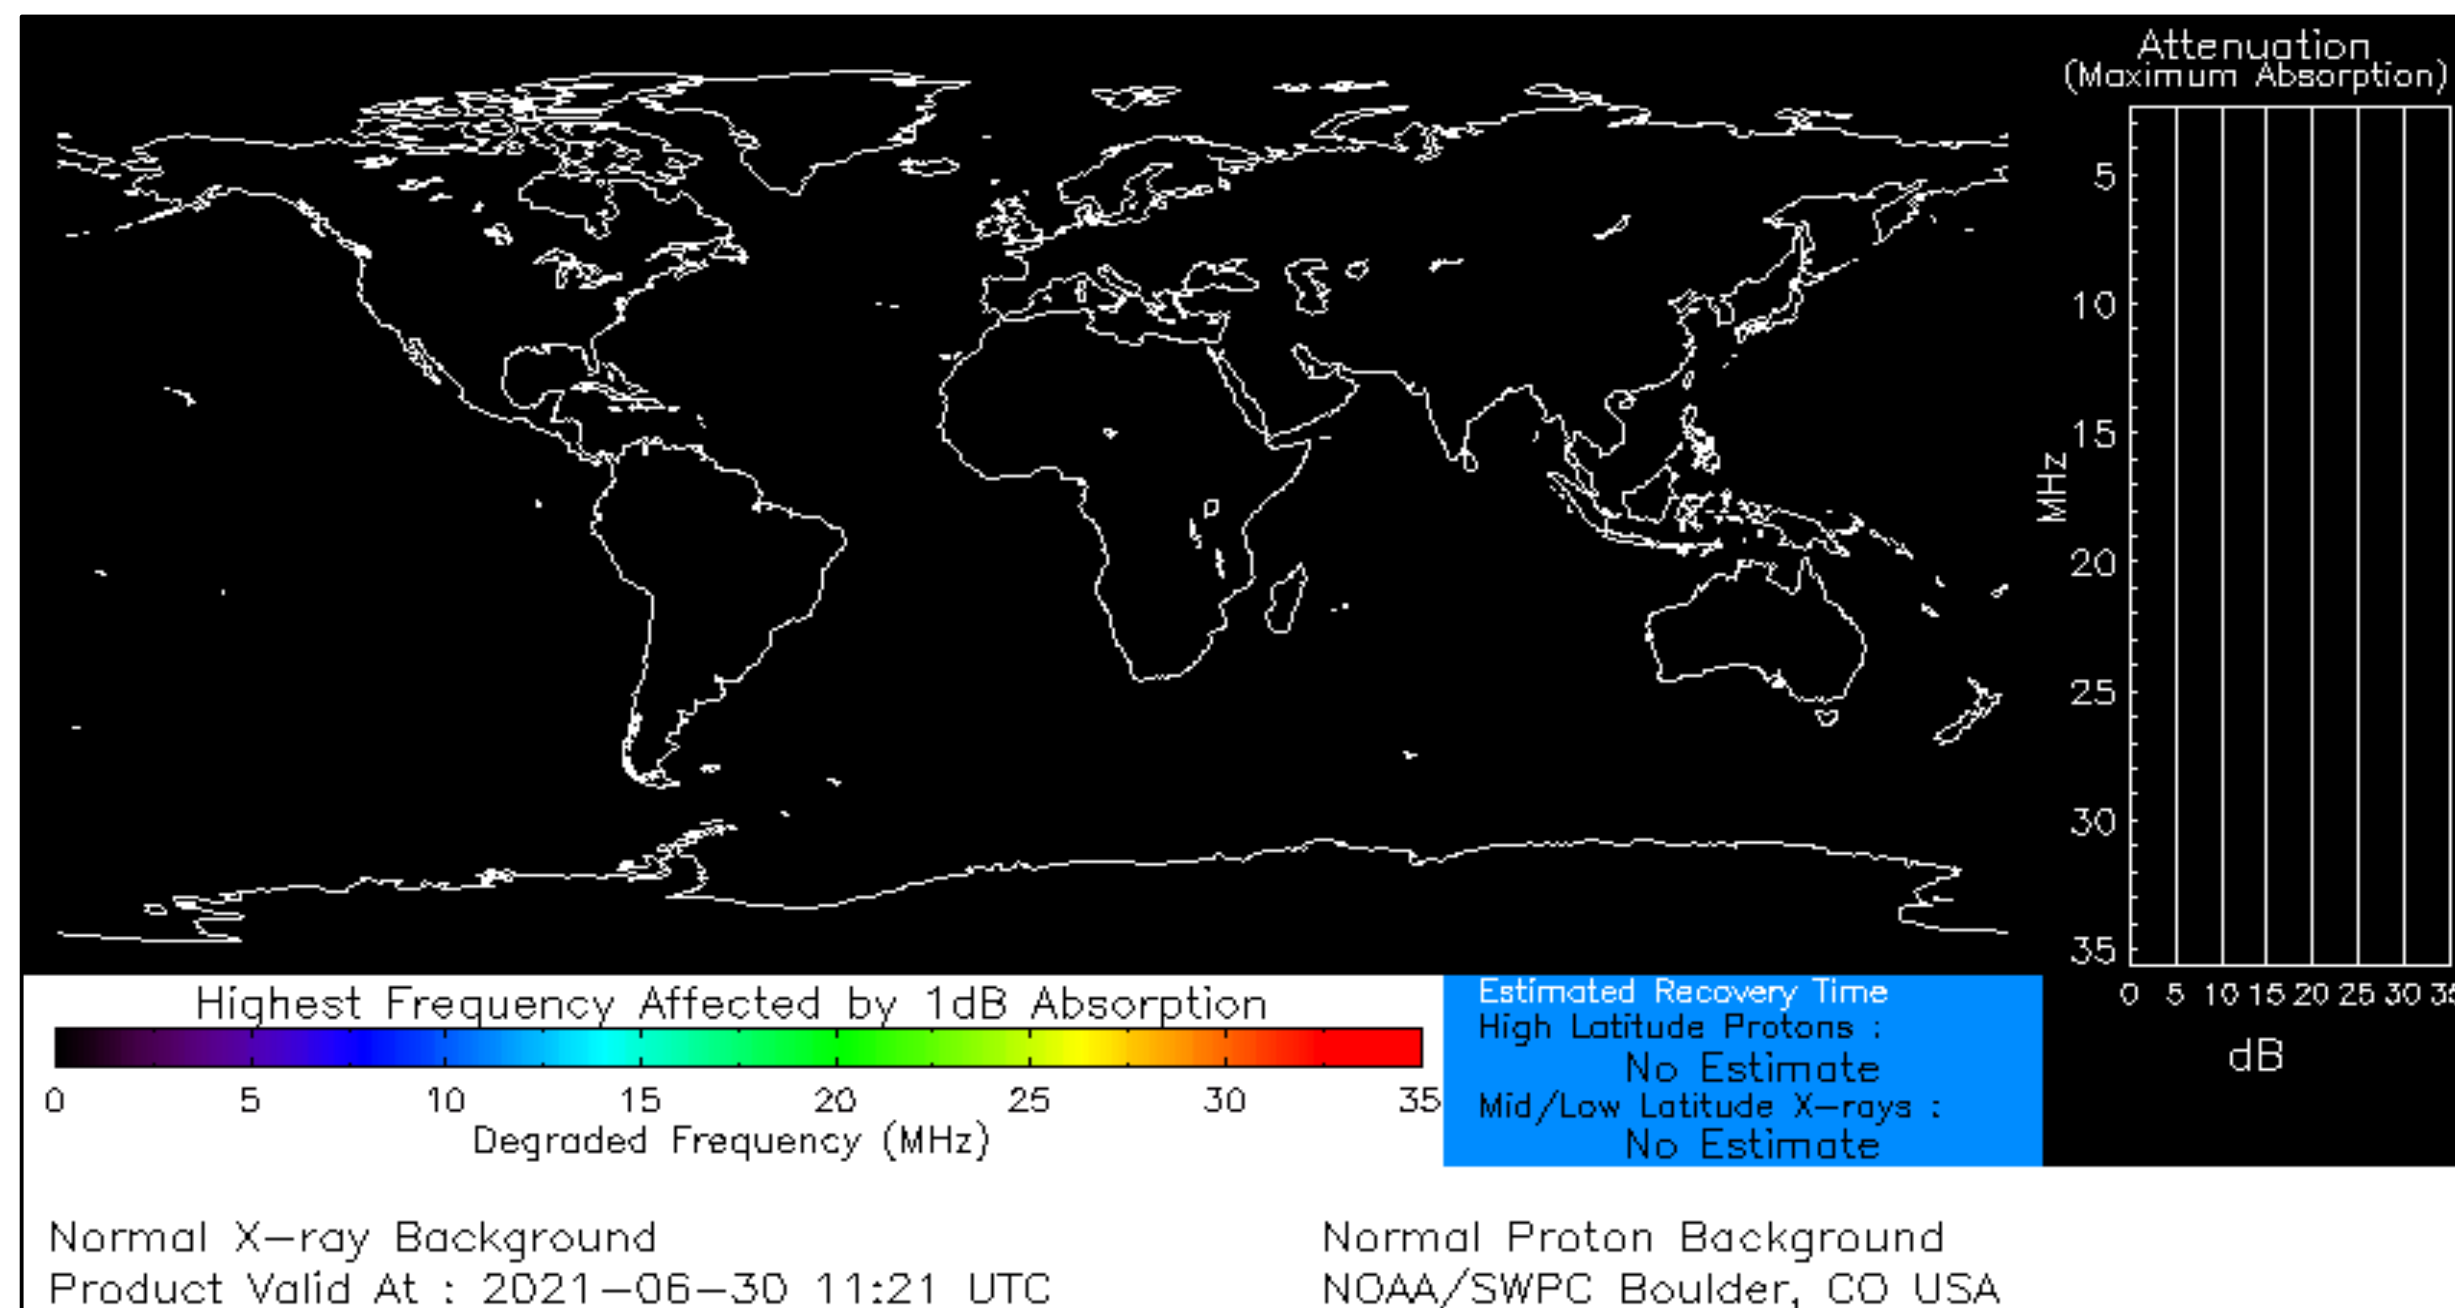 Attenuation
(Maximum Absorption)
5
10
15
20
25
30
35
MHz
0 5 10 15 20 25 30
dB
Highest Frequency Affected by 1dB Absorption
0 5 10 15 20 25 30 35
Degraded Frequency (MHz)
Estimated Recovery Time
High Latitude Protons :
No Estimate
Mid/Low Latitude X-rays :
No Estimate
Normal X-ray Background
Normal Proton Background
Product Valid At : 2021-06-30 11:21 UTC
NOAA/SWPC Boulder, CO USA